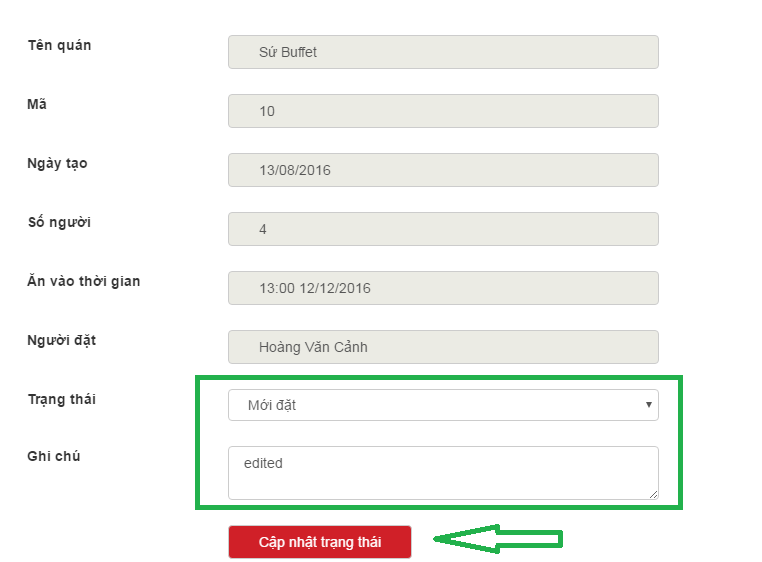 Tên quán
Sứ Buffet
Mã
10
Ngày tạo
13/08/2016
Số người
4
Ăn vào thời gian
13:00 12/12/2016
Người đặt
Hoàng Văn Cảnh
Trạng thái
Mới đặt
Ghi chú
edited
Cập nhật trạng thái